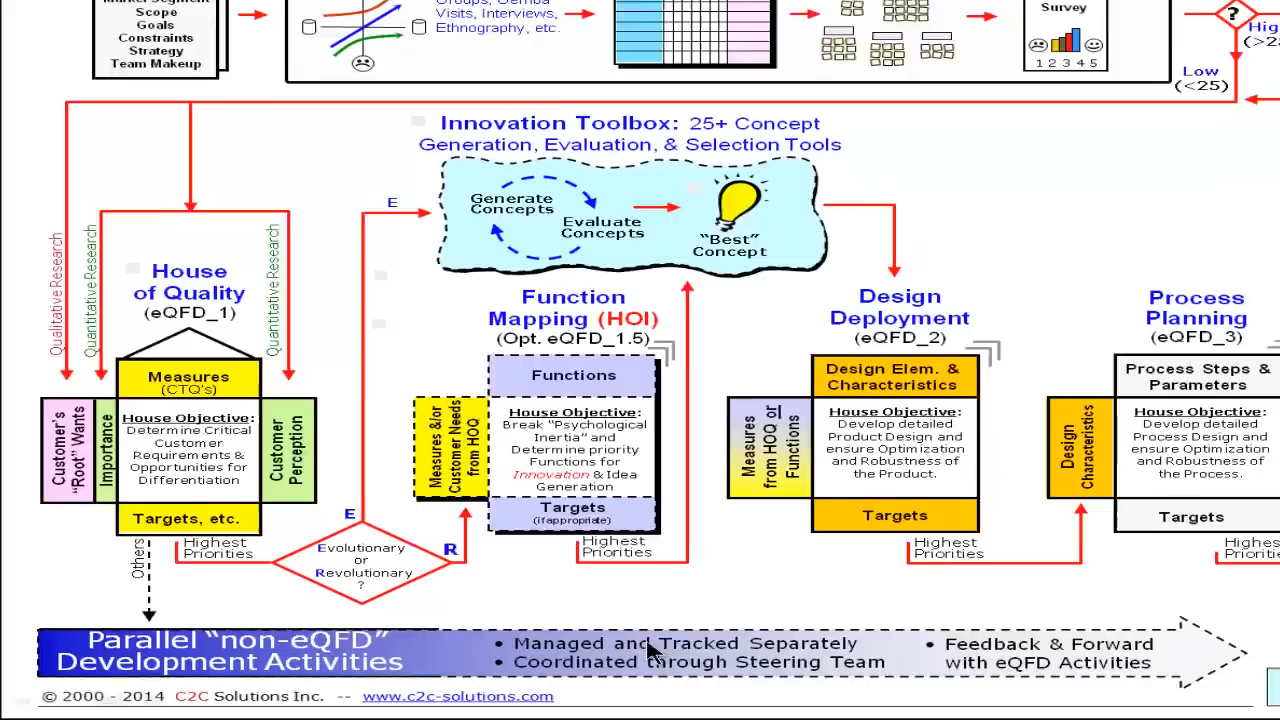 Scope
Goals
Constraints
Strategy
Team Makeup
Visits, Interviews,
Ethnography, etc.
Survey
1 2 3 4 5
?
Low
(<25)
Innovation Toolbox: 25+ Concept
Generation, Evaluation, & Selection Tools
Generate
Concepts
Evaluate
Concepts
"Best"
Concept
E
Qualitative Research
Quantitative Research
Quantitative Research
House
of Quality
(eQFD_1)
Measures
(CTQ's)
Customer's
"Root" Wants
Importance
House Objective:
Determine Critical
Customer
Requirements &
Opportunities for
Differentiation
Customer
Perception
Targets, etc.
Others
Highest
Priorities
E
Evolutionary
or
Revolutionary
?
R
Function
Mapping (HOI)
(Opt. eQFD_1.5)
Functions
Measures &/or
Customer Needs
from HOQ
House Objective:
Break "Psychological
Inertia" and
Determine priority
Functions for
Innovation & Idea
Generation
Targets
(if appropriate)
Highest
Priorities
Design
Deployment
(eQFD_2)
Design Elem. &
Characteristics
Measures
from HOQ or
Functions
House Objective:
Develop detailed
Product Design and
ensure Optimization
and Robustness of
the Product.
Targets
Highest
Priorities
Process
Planning
(eQFD_3)
Process Steps &
Parameters
Design
Characteristics
House Objective:
Develop detailed
Process Design and
ensure Optimization
and Robustness of
the Process.
Targets
Parallel "non-eQFD"
Development Activities
• Managed and Tracked Separately
• Coordinated through Steering Team
• Feedback & Forward
with eQFD Activities
© 2000 - 2014 C2C Solutions Inc. -- www.c2c-solutions.com